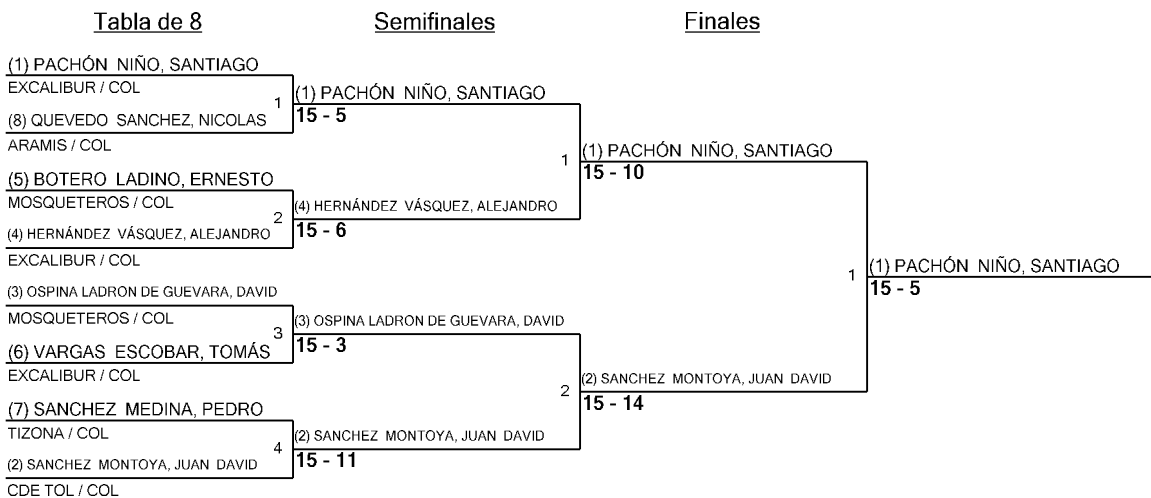 Tabla de 8
Semifinales
Finales
(1) PACHÓN NIÑO, SANTIAGO
EXCALIBUR / COL
1
(8) QUEVEDO SANCHEZ, NICOLAS
ARAMIS / COL
(5) BOTERO LADINO, ERNESTO
MOSQUETEROS / COL
2
(4) HERNÁNDEZ VÁSQUEZ, ALEJANDRO
EXCALIBUR / COL
(3) OSPINA LADRON DE GUEVARA, DAVID
MOSQUETEROS / COL
3
(6) VARGAS ESCOBAR, TOMÁS
EXCALIBUR / COL
(7) SANCHEZ MEDINA, PEDRO
TIZONA / COL
4
(2) SANCHEZ MONTOYA, JUAN DAVID
CDE TOL / COL
(1) PACHÓN NIÑO, SANTIAGO
15 - 5
1
(4) HERNÁNDEZ VÁSQUEZ, ALEJANDRO
15 - 6
(3) OSPINA LADRON DE GUEVARA, DAVID
15 - 3
2
(2) SANCHEZ MONTOYA, JUAN DAVID
15 - 11
(1) PACHÓN NIÑO, SANTIAGO
15 - 10
1
(2) SANCHEZ MONTOYA, JUAN DAVID
15 - 14
(1) PACHÓN NIÑO, SANTIAGO
15 - 5